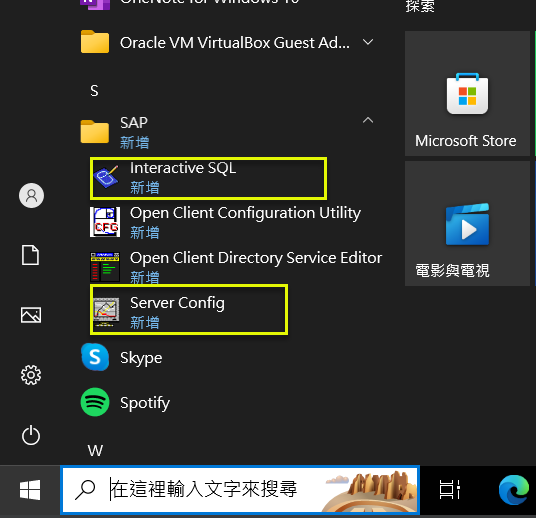 OneNote for Windows 10
探索
Oracle VM VirtualBox Guest Ad...
S
SAP
新增
Interactive SQL
新增
Open Client Configuration Utility
新增
Open Client Directory Service Editor
新增
Server Config
新增
Skype
Spotify
W
Microsoft Store
電影與電視
在這裡輸入文字來搜尋